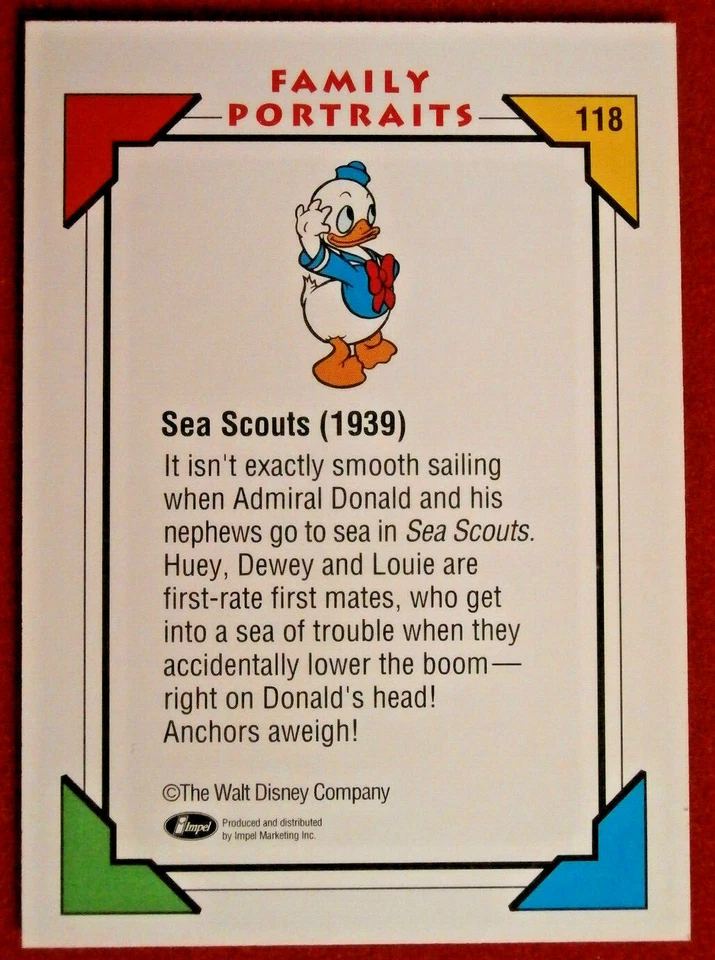 FAMILY
PORTRAITS
118
Sea Scouts (1939)
It isn't exactly smooth sailing
when Admiral Donald and his
nephews go to sea in Sea Scouts.
Huey, Dewey and Louie are
first-rate first mates, who get
into a sea of trouble when they
accidentally lower the boom—
right on Donald's head!
Anchors aweigh!
©The Walt Disney Company
Impel
Produced and distributed
by Impel Marketing Inc.